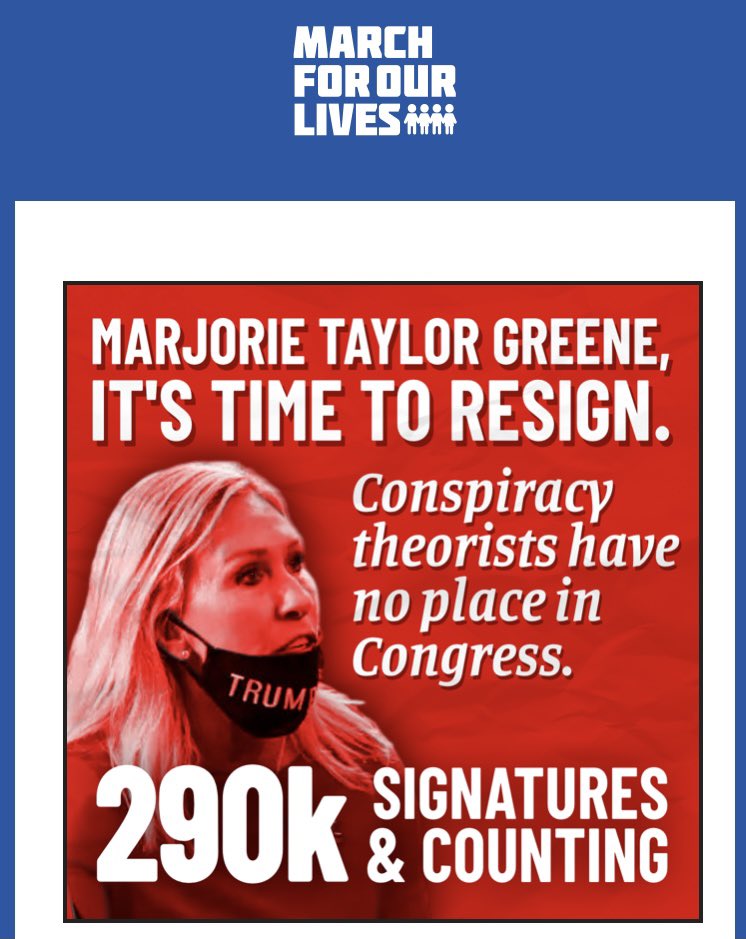 MARCH
FOR OUR
LIVES
MARJORIE TAYLOR GREENE,
IT'S TIME TO RESIGN.
Conspiracy
theorists have
no place in
Congress.
TRUMP
290k SIGNATURES
& COUNTING